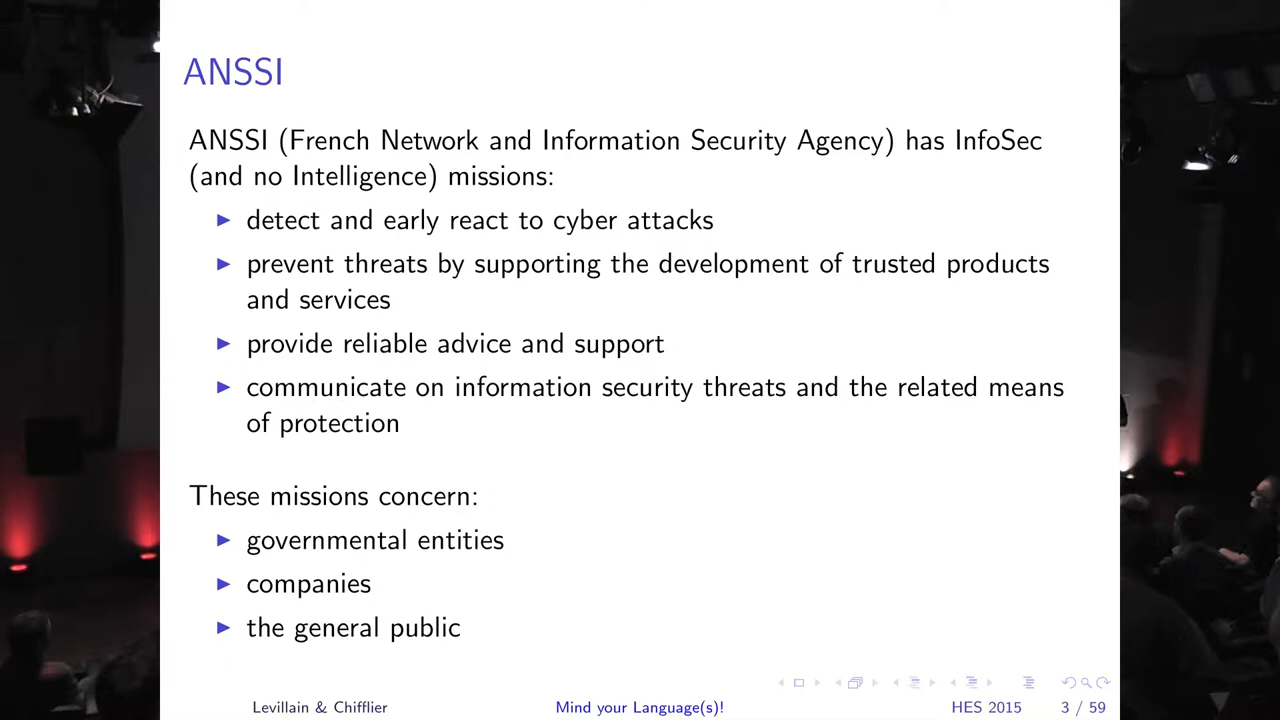 ANSSI
ANSSI (French Network and Information Security Agency) has InfoSec
(and no Intelligence) missions:
detect and early react to cyber attacks
prevent threats by supporting the development of trusted products
and services
provide reliable advice and support
communicate on information security threats and the related means
of protection
These missions concern:
governmental entities
companies
the general public
Levillain & Chifflier Mind your Language(s)! HES 2015 3 / 59